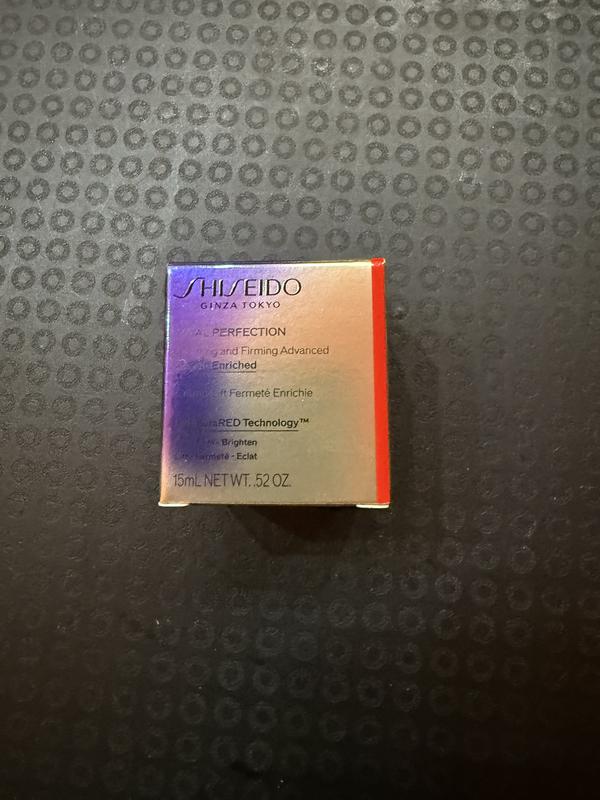 SHISEIDO
GINZA TOKYO
PERFECTION
and Firming Advanced
Enriched
Fermeté Enrichie
RED Technology™
Brighten
Fermeté - Eclat
15mL NET WT. .52 OZ.